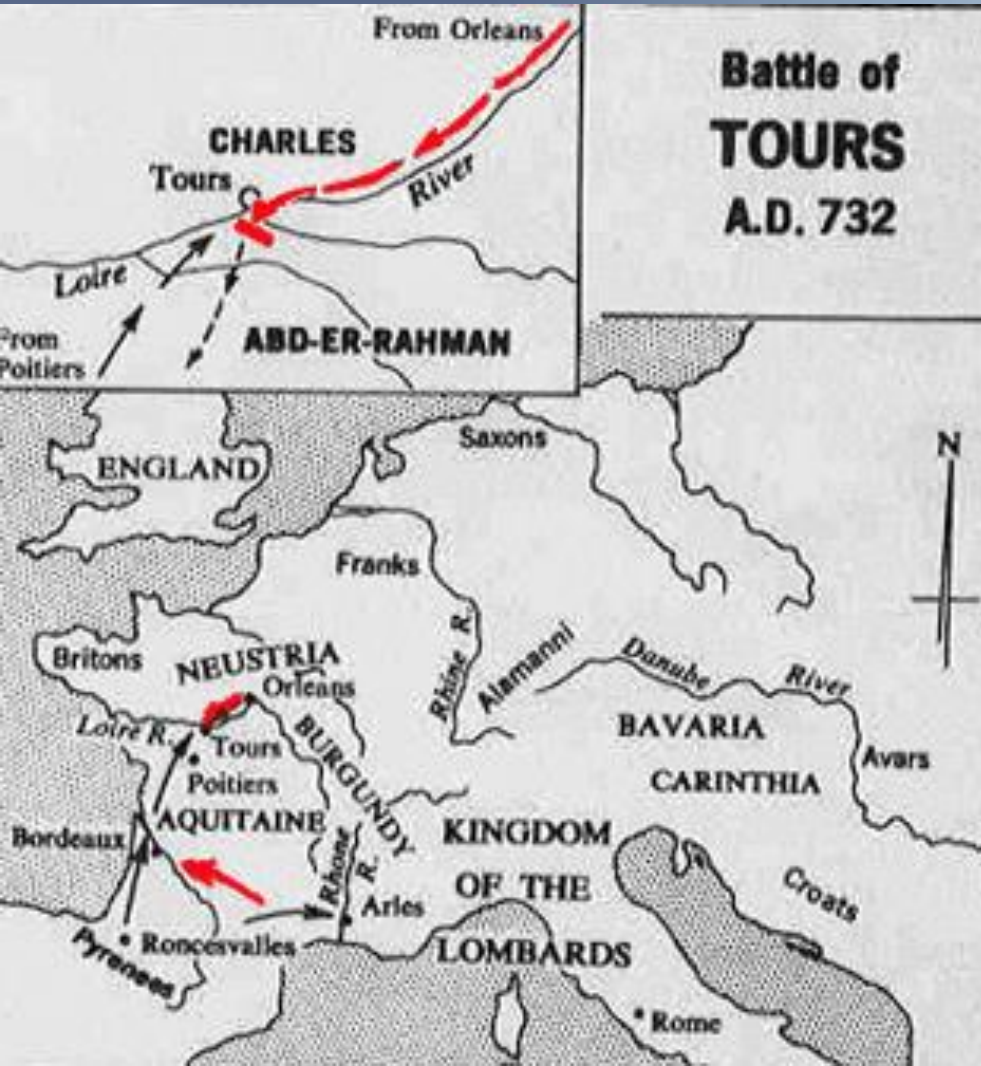 From Orleans
CHARLES
Tours
River
Loire
From
Poitiers
ABD-ER-RAHMAN
Battle of
TOURS
A.D. 732
N
ENGLAND
Saxons
Franks
Britons
NEUSTRIA
Orleans
Rhine R.
Alamanni
Danube River
Loire R.
Tours
Poitiers
BURGUNDY
BAVARIA
CARINTHIA
Avars
AQUITAINE
Bordeaux
KINGDOM
OF THE
LOMBARDS
Rhone R.
Arles
Croats
Roncesvalles
Pyrenees
Rome